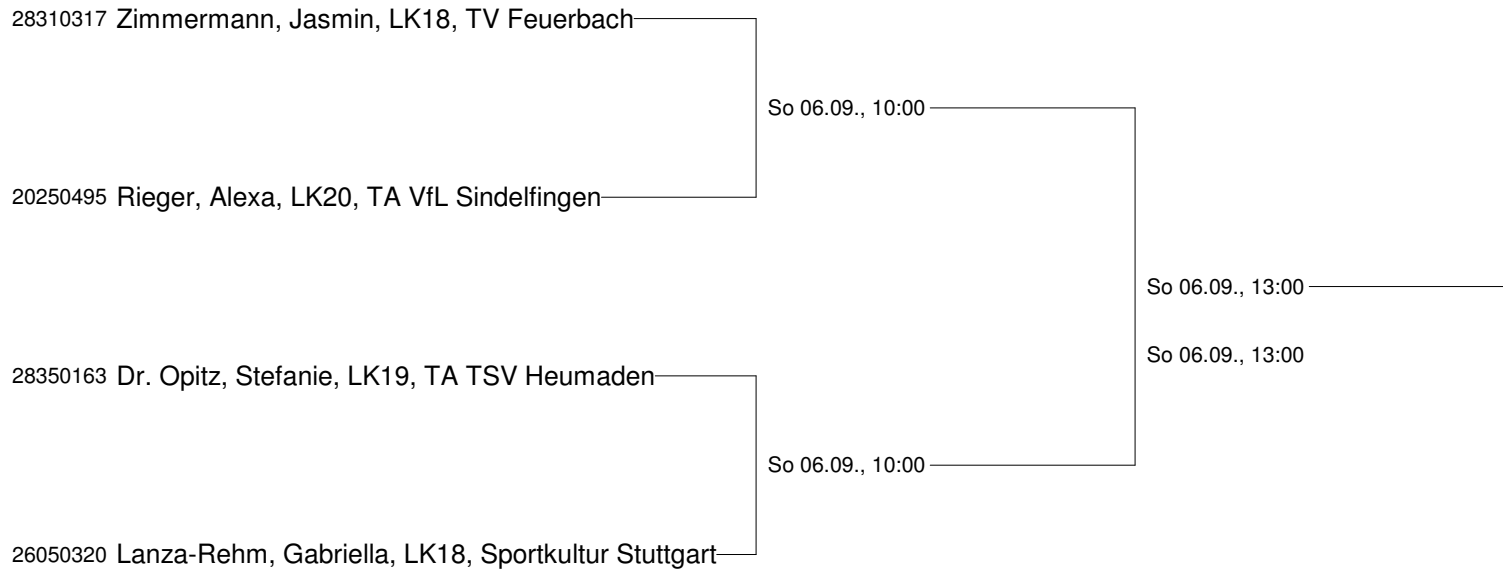 28310317 Zimmermann, Jasmin, LK18, TV Feuerbach
So 06.09., 10:00
20250495 Rieger, Alexa, LK20, TA VfL Sindelfingen
So 06.09., 13:00
So 06.09., 13:00
28350163 Dr. Opitz, Stefanie, LK19, TA TSV Heumaden
So 06.09., 10:00
26050320 Lanza-Rehm, Gabriella, LK18, Sportkultur Stuttgart